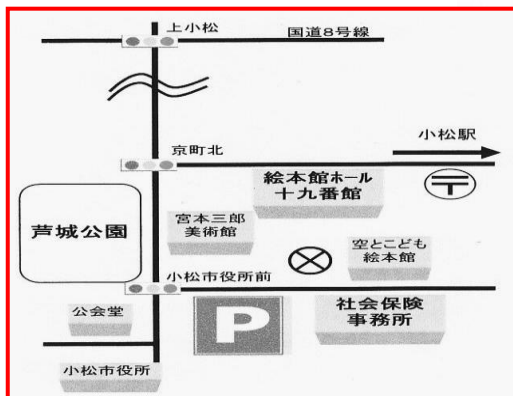 上小松
国道8号線
小松駅
京町北
絵本館ホール
十九番館
芦城公園
宮本三郎
美術館
空とこども
絵本館
小松市役所前
公会堂
P
社会保険
事務所
小松市役所